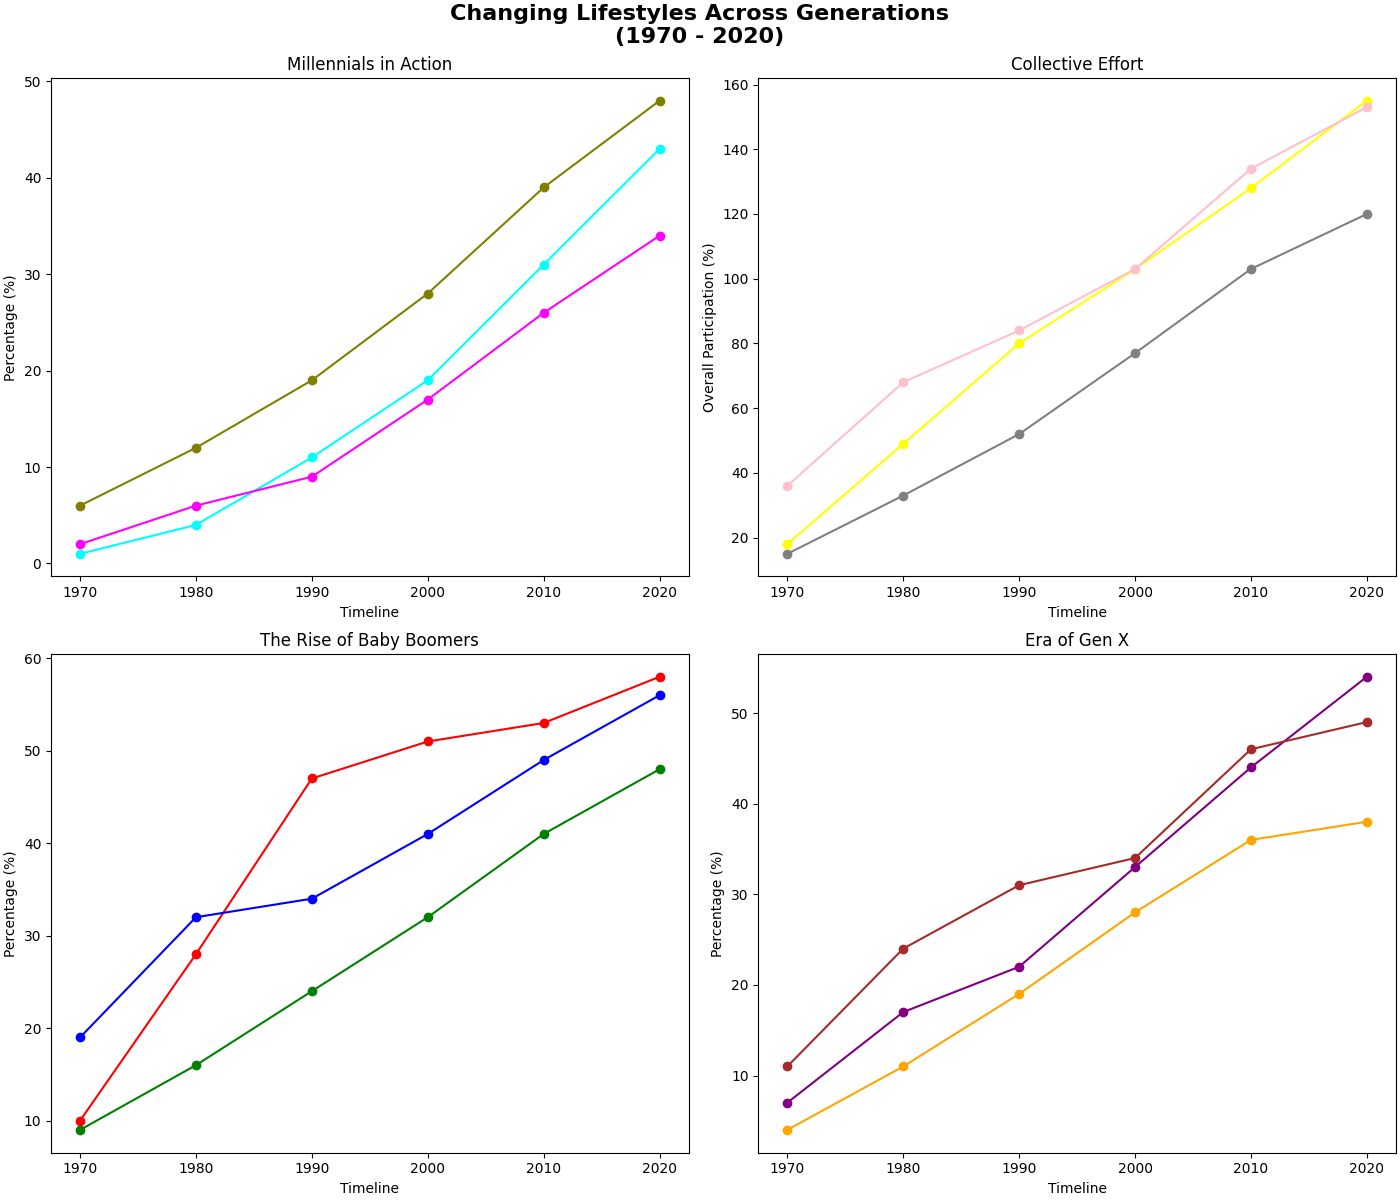 Changing Lifestyles Across Generations
(1970 - 2020)
Millennials in Action
Percentage (%)
50
40
30
20
10
0
1970 1980 1990 2000 2010 2020
Timeline
Collective Effort
Overall Participation (%)
160
140
120
100
80
60
40
20
1970 1980 1990 2000 2010 2020
Timeline
The Rise of Baby Boomers
Percentage (%)
60
50
40
30
20
10
1970 1980 1990 2000 2010 2020
Timeline
Era of Gen X
Percentage (%)
50
40
30
20
10
1970 1980 1990 2000 2010 2020
Timeline